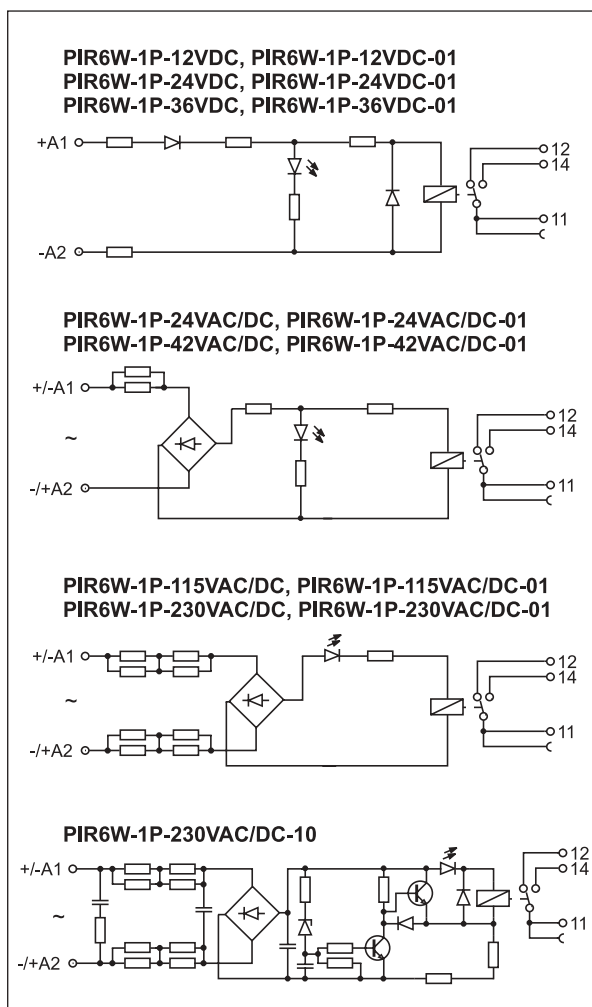 PIR6W-1P-12VDC, PIR6W-1P-12VDC-01
PIR6W-1P-24VDC, PIR6W-1P-24VDC-01
PIR6W-1P-36VDC, PIR6W-1P-36VDC-01
+A1
12
14
11
-A2
PIR6W-1P-24VAC/DC, PIR6W-1P-24VAC/DC-01
PIR6W-1P-42VAC/DC, PIR6W-1P-42VAC/DC-01
+/-A1
12
14
~
-/+A2
11
PIR6W-1P-115VAC/DC, PIR6W-1P-115VAC/DC-01
PIR6W-1P-230VAC/DC, PIR6W-1P-230VAC/DC-01
+/-A1
12
14
~
11
-/+A2
PIR6W-1P-230VAC/DC-10
+/-A1
12
14
~
11
-/+A2